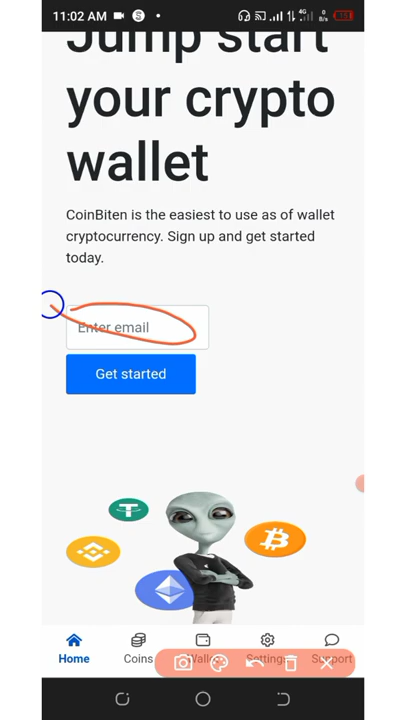 11:02 AM
Jump start
your crypto
wallet
CoinBiten is the easiest to use as of wallet
cryptocurrency. Sign up and get started
today.
Enter email
Get started
Home Coins Wallet Settings Support